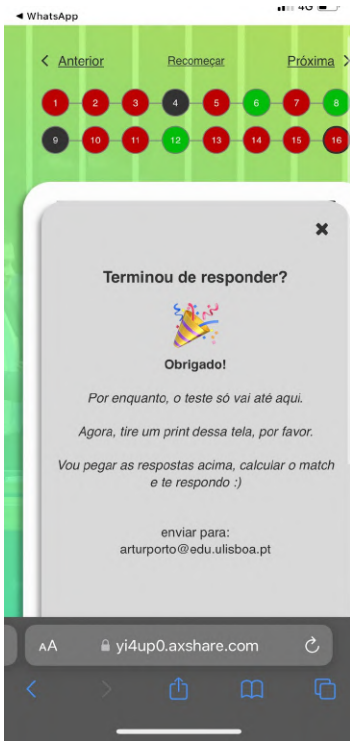 WhatsApp
4G
Anterior Recomeçar Próxima
1 2 3 4 5 6 7 8
9 10 11 12 13 14 15 16
Terminou de responder?
Obrigado!
Por enquanto, o teste só vai até aqui.
Agora, tire um print dessa tela, por favor.
Vou pegar as respostas acima, calcular o match
e te respondo :)
enviar para:
arturporto@edu.ulisboa.pt
AA yi4up0.axshare.com